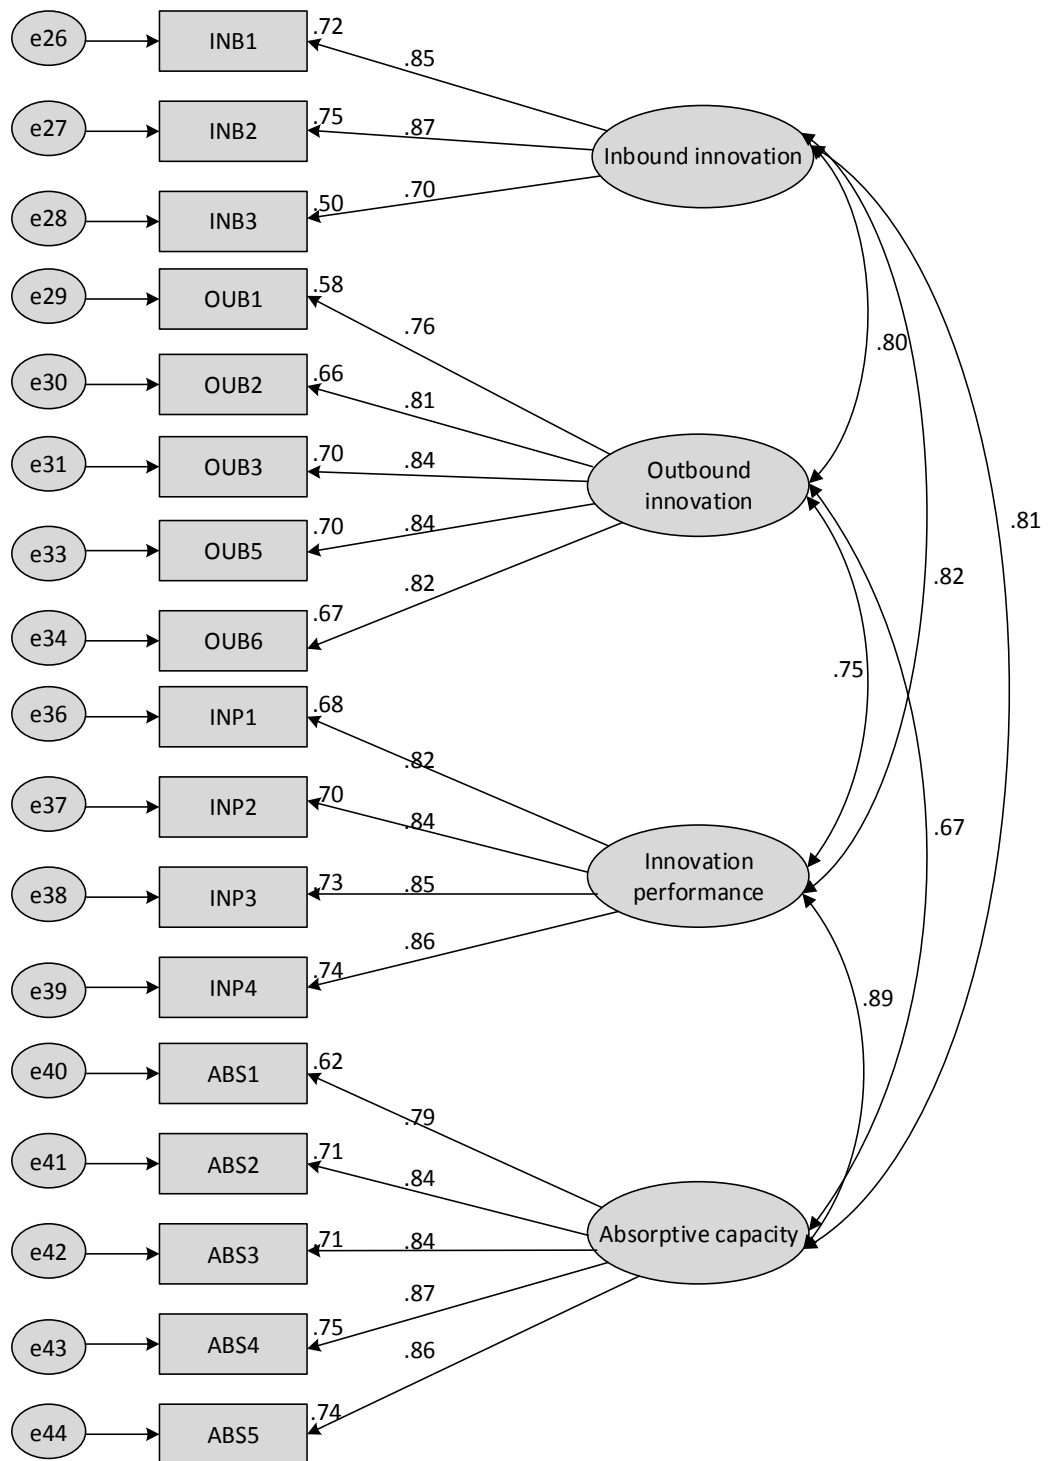 e26
INB1
.72
.85
e27
INB2
.75
.87
Inbound innovation
e28
INB3
.50
.70
e29
OUB1
.58
.76
.80
e30
OUB2
.66
.81
e31
OUB3
.70
.84
Outbound
innovation
e33
OUB5
.70
.84
.81
.82
e34
OUB6
.67
.82
.75
e36
INP1
.68
.82
e37
INP2
.70
.84
.67
e38
INP3
.73
.85
Innovation
performance
e39
INP4
.74
.86
.89
e40
ABS1
.62
.79
e41
ABS2
.71
.84
e42
ABS3
.71
.84
Absorptive capacity
e43
ABS4
.75
.87
e44
ABS5
.74
.86